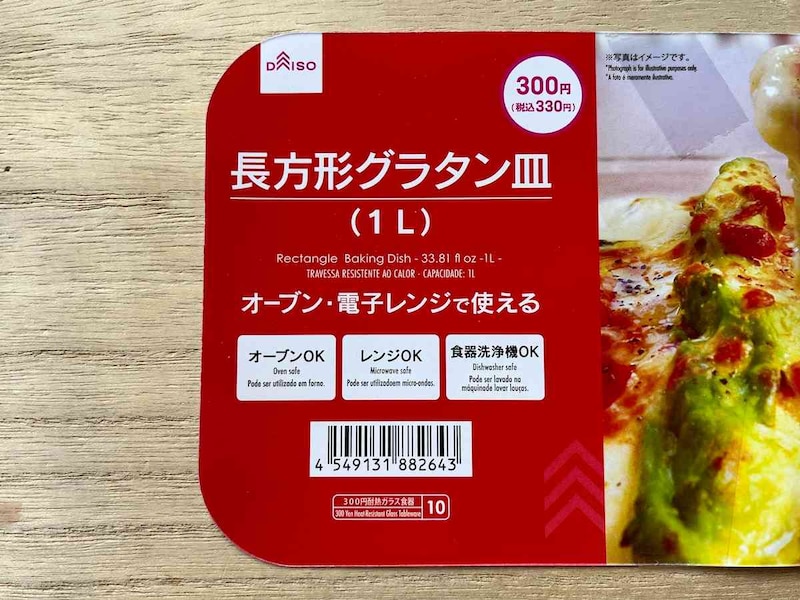 DAISO
300円
(税込330円)
※写真はイメージです。
*Photograph is for illustrative purposes only.
*A foto é meramente ilustrativa.
長方形グラタン皿
(1L)
Rectangle Baking Dish - 33.81 fl oz -1L -
TRAVESSA RESISTENTE AO CALOR - CAPACIDADE: 1L
オーブン・電子レンジで使える
オーブンOK
Oven safe
Pode ser utilizada em forno.
レンジOK
Microwave safe
Pode ser utilizadoem micro-ondas.
食器洗浄機OK
Dishwasher safe
Pode ser lavado na
máquinade lavar louças.
4 549131 882643
300円耐熱ガラス食器
300 Yen Heat-Resistant Glass Tableware
10